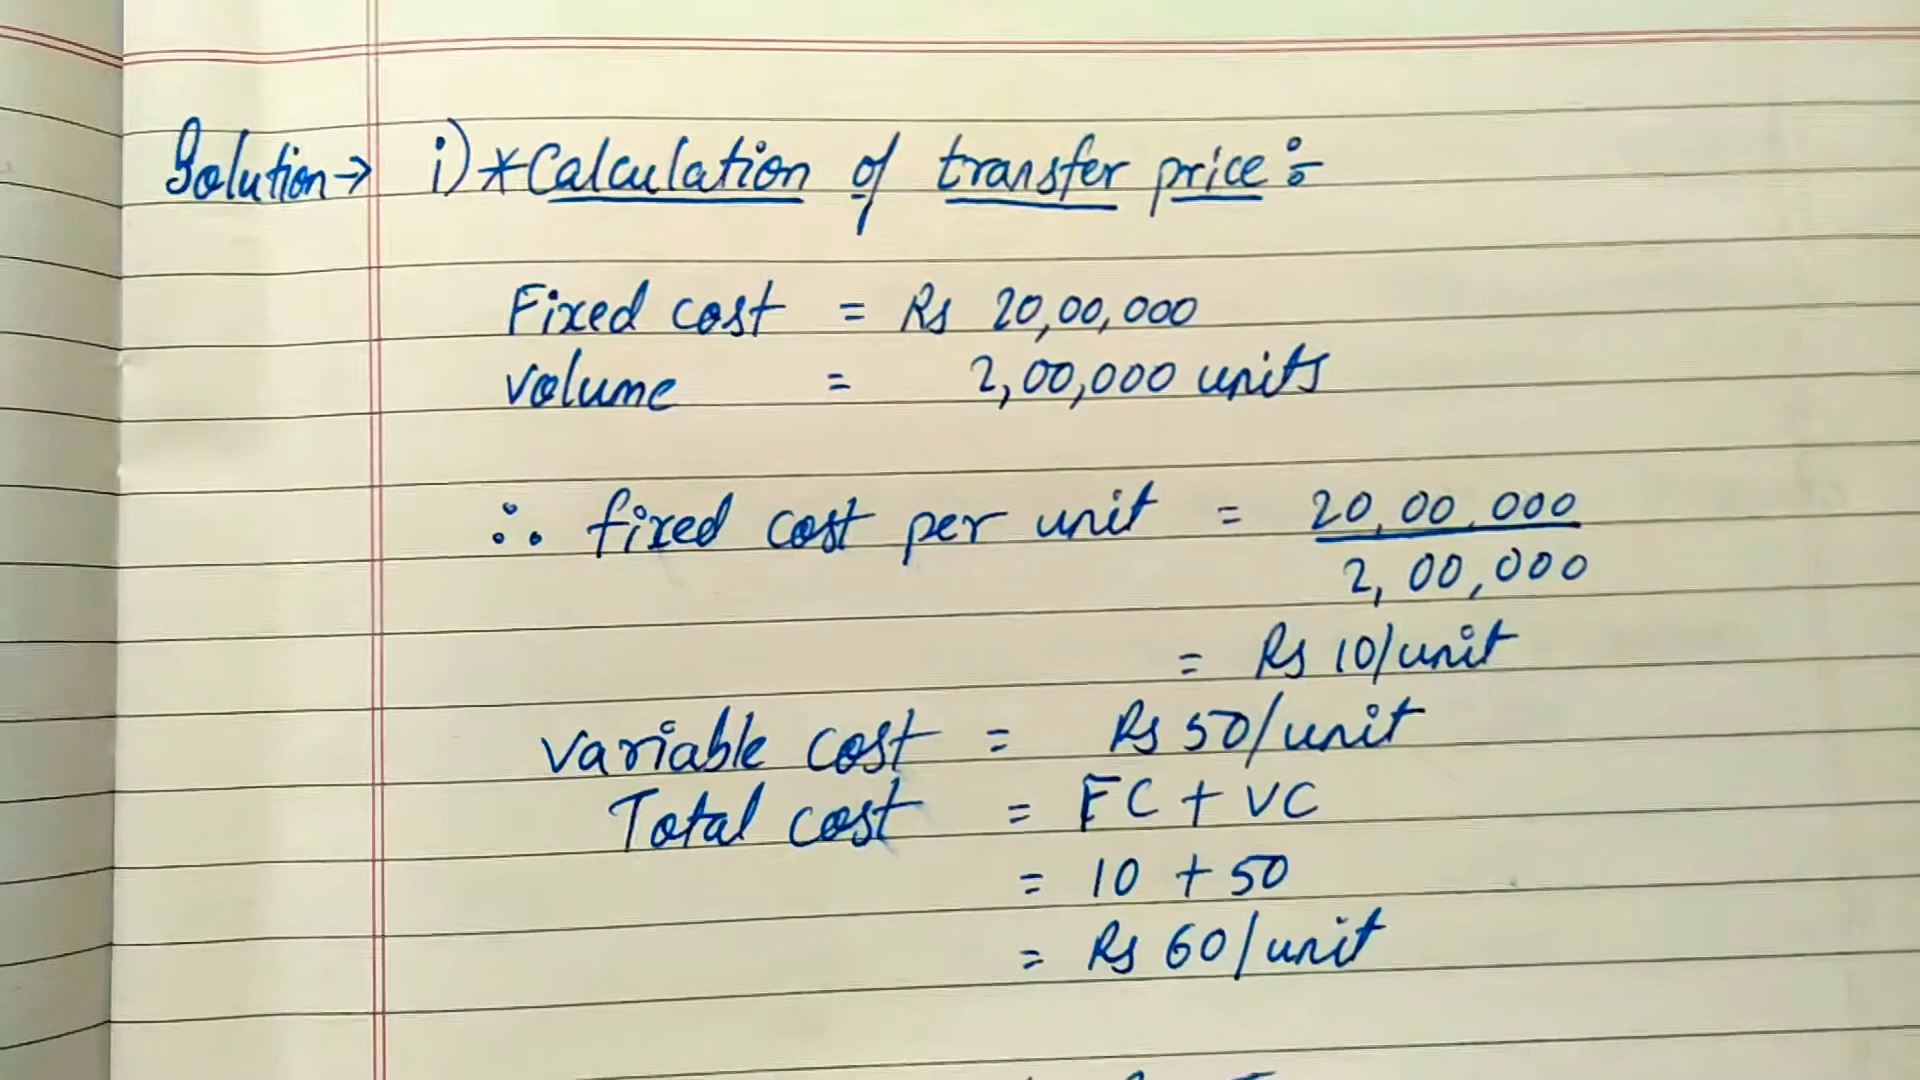 Solution→ i)*Calculation of transfer price:-
Fixed cost = Rs 20,00,000
volume = 2,00,000 units
∴ fixed cost per unit = 20,00,000
2,00,000
= Rs 10/unit
variable cost = Rs 50/unit
Total cost = FC + VC
= 10 + 50
= Rs 60/unit